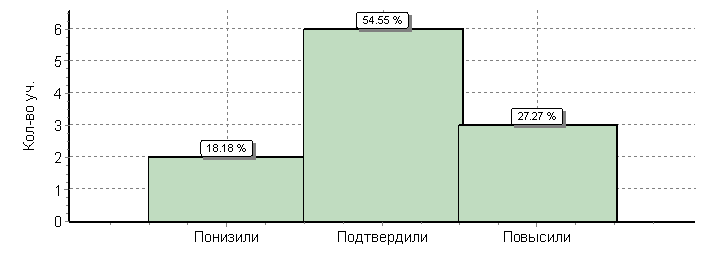 Кол-во уч.
6
5
4
3
2
1
0
18.18 %
54.55 %
27.27 %
Понизили
Подтвердили
Повысили